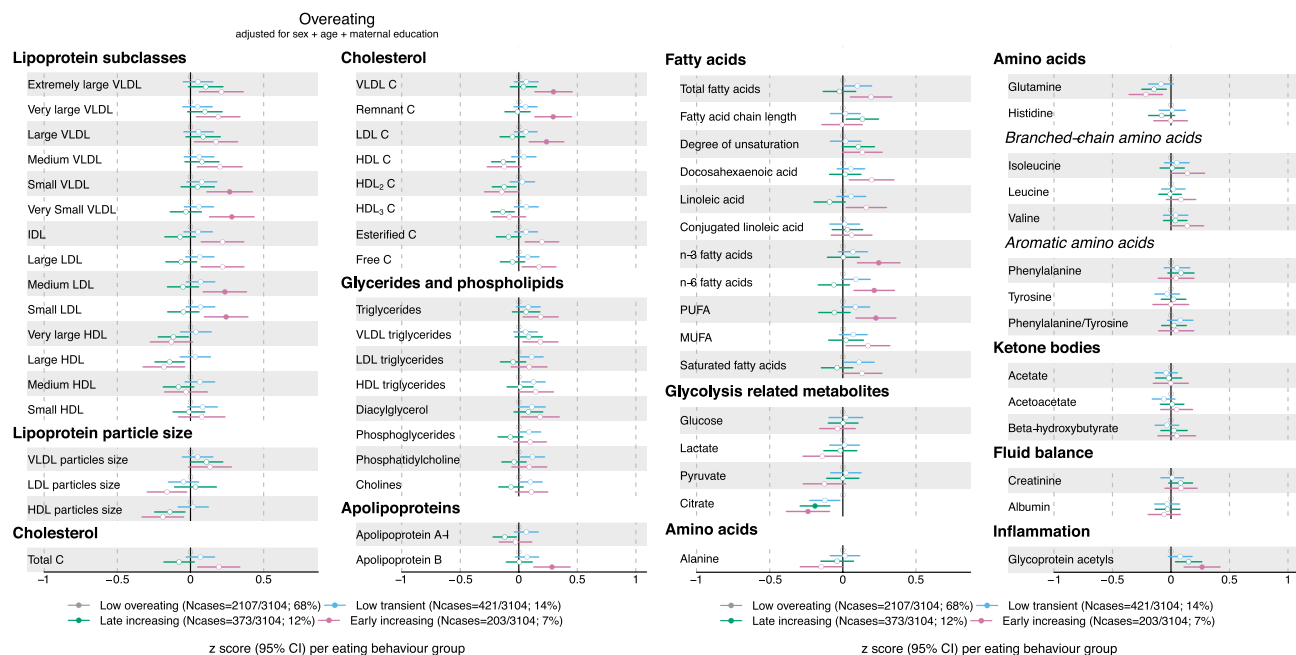 Overeating
adjusted for sex + age + maternal education
Lipoprotein subclasses
Extremely large VLDL
Very large VLDL
Large VLDL
Medium VLDL
Small VLDL
Very Small VLDL
IDL
Large LDL
Medium LDL
Small LDL
Very large HDL
Large HDL
Medium HDL
Small HDL
Lipoprotein particle size
VLDL particles size
LDL particles size
HDL particles size
Cholesterol
Total C
−1 −0.5 0 0.5
Cholesterol
VLDL C
Remnant C
LDL C
HDL C
HDL₂ C
HDL₃ C
Esterified C
Free C
Glycerides and phospholipids
Triglycerides
VLDL triglycerides
LDL triglycerides
HDL triglycerides
Diacylglycerol
Phosphoglycerides
Phosphatidylcholine
Cholines
Apolipoproteins
Apolipoprotein A-I
Apolipoprotein B
−1 −0.5 0 0.5 1
Low overeating (Ncases=2107/3104; 68%) Low transient (Ncases=421/3104; 14%)
Late increasing (Ncases=373/3104; 12%) Early increasing (Ncases=203/3104; 7%)
z score (95% CI) per eating behaviour group
Fatty acids
Total fatty acids
Fatty acid chain length
Degree of unsaturation
Docosahexaenoic acid
Linoleic acid
Conjugated linoleic acid
n-3 fatty acids
n-6 fatty acids
PUFA
MUFA
Saturated fatty acids
Glycolysis related metabolites
Glucose
Lactate
Pyruvate
Citrate
Amino acids
Alanine
−1 −0.5 0 0.5
Amino acids
Glutamine
Histidine
Branched-chain amino acids
Isoleucine
Leucine
Valine
Aromatic amino acids
Phenylalanine
Tyrosine
Phenylalanine/Tyrosine
Ketone bodies
Acetate
Acetoacetate
Beta-hydroxybutyrate
Fluid balance
Creatinine
Albumin
Inflammation
Glycoprotein acetyls
−1 −0.5 0 0.5 1
Low overeating (Ncases=2107/3104; 68%) Low transient (Ncases=421/3104; 14%)
Late increasing (Ncases=373/3104; 12%) Early increasing (Ncases=203/3104; 7%)
z score (95% CI) per eating behaviour group